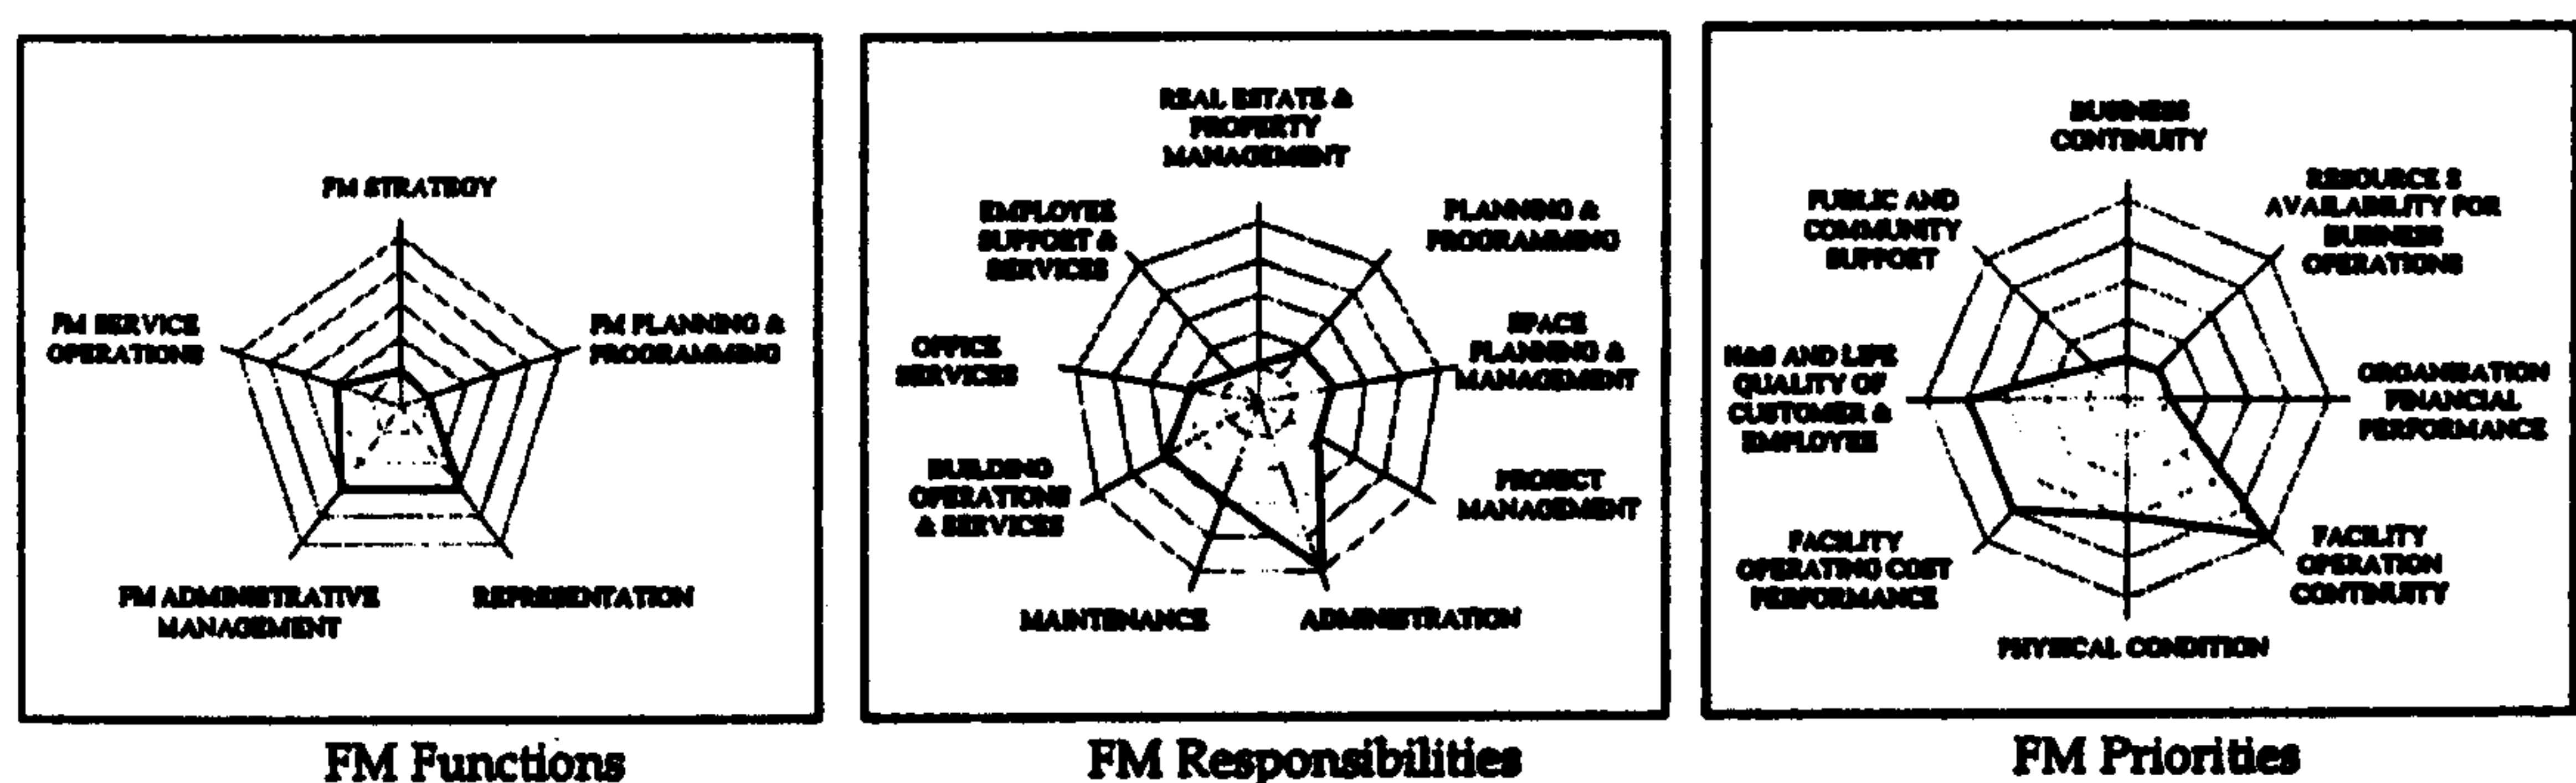 FM STRATEGY
FM PLANNING &
PROGRAMMING
REPRESENTATION
FM ADMINISTRATIVE
MANAGEMENT
FM SERVICE
OPERATIONS
FM Functions
REAL ESTATE &
PROPERTY
MANAGEMENT
PLANNING &
PROGRAMMING
SPACE
PLANNING &
MANAGEMENT
PROJECT
MANAGEMENT
ADMINISTRATION
MAINTENANCE
BUILDING
OPERATIONS
& SERVICES
OFFICE
SERVICES
EMPLOYEE
SUPPORT &
SERVICES
FM Responsibilities
BUSINESS
CONTINUITY
RESOURCE S
AVAILABILITY FOR
BUSINESS
OPERATIONS
ORGANISATION
FINANCIAL
PERFORMANCE
FACILITY
OPERATION
CONTINUITY
PHYSICAL CONDITION
FACILITY
OPERATING COST
PERFORMANCE
H&S AND LIFE
QUALITY OF
CUSTOMER &
EMPLOYEE
PUBLIC AND
COMMUNITY
SUPPORT
FM Priorities